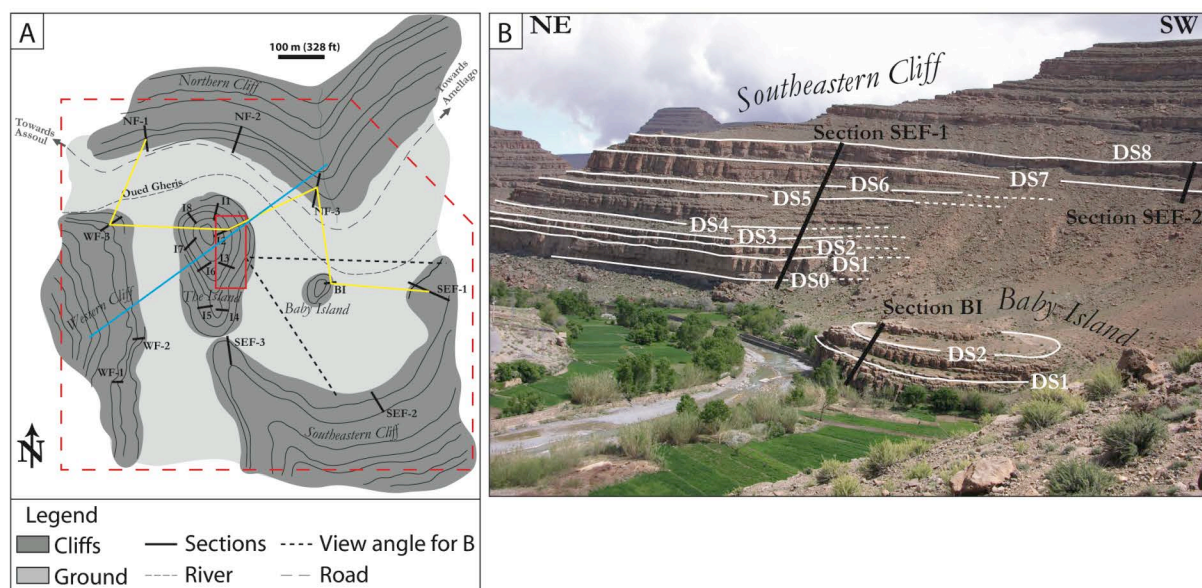 A
100 m (328 ft)
Northern Cliff
Towards
Amellago
Towards
Assoul
NF-1
NF-2
Oued Gheris
NF-3
I8
I1
I7
I3
I6
WF-3
Western Cliff
The Island
I5
I4
BI
Baby Island
SEF-1
WF-2
SEF-3
WF-1
SEF-2
Southeastern Cliff
N
Legend
Cliffs
Sections
View angle for B
Ground
River
Road
B
NE
SW
Southeastern Cliff
Section SEF-1
DS8
DS7
DS6
DS5
Section SEF-2
DS4
DS3
DS2
DS1
DS0
Section BI
Baby Island
DS2
DS1